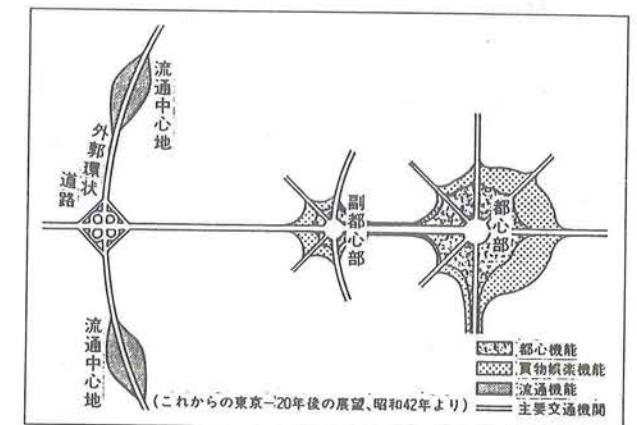 流通中心地
外郭環状
道路
副都心部
都心部
流通中心地
都心機能
買物娯楽機能
流通機能
主要交通機関
(これからの東京—20年後の展望、昭和42年より)